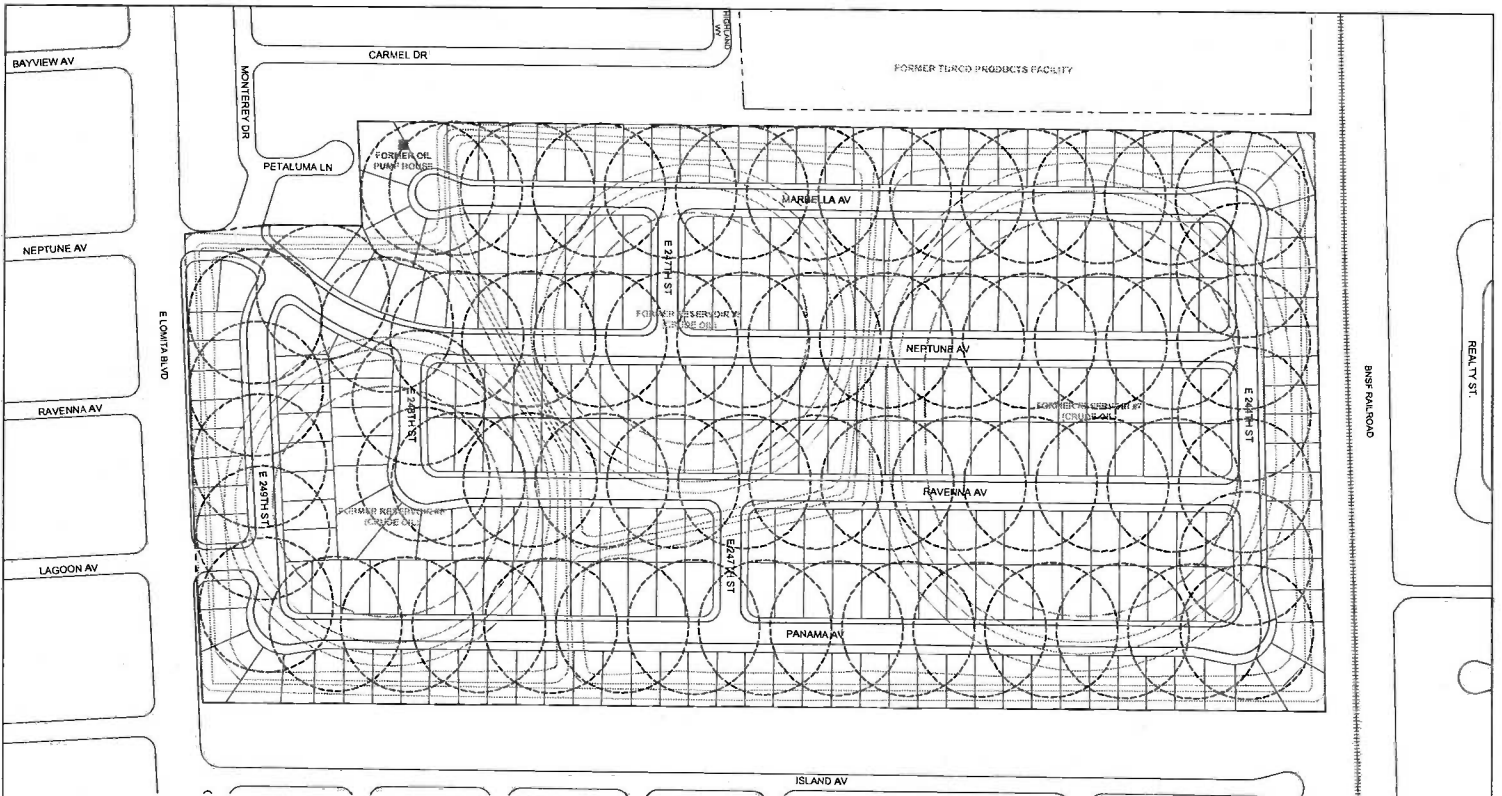 HIGHLAND
WY
BAYVIEW AV
CARMEL DR
MONTEREY DR
FORMER TURCO PRODUCTS FACILITY
FORMER OIL
PUMP HOUSE
PETALUMA LN
MARBELLA AV
NEPTUNE AV
E 247TH ST
E LOMITA BLVD
FORMER RESERVOIR
(CRUDE OIL)
NEPTUNE AV
BNSF RAILROAD
REALTY ST.
RAVENNA AV
E 248TH ST
FORMER RESERVOIR #7
(CRUDE OIL)
E 244TH ST
E 249TH ST
RAVENNA AV
FORMER RESERVOIR
(CRUDE OIL)
LAGOON AV
E 247TH ST
PANAMA AV
ISLAND AV